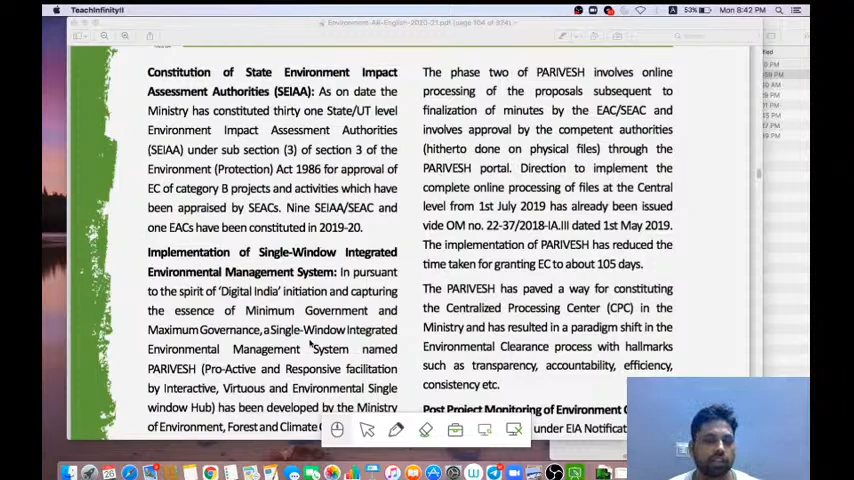 TeachInfinityII
53%
Mon 8:42 PM
Environment-AR-English-2020-21.pdf (page 104 of 374)
Search
Constitution of State Environment Impact
Assessment Authorities (SEIAA): As on date the
Ministry has constituted thirty one State/UT level
Environment Impact Assessment Authorities
(SEIAA) under sub section (3) of section 3 of the
Environment (Protection) Act 1986 for approval of
EC of category B projects and activities which have
been appraised by SEACs. Nine SEIAA/SEAC and
one EACs have been constituted in 2019-20.
Implementation of Single-Window Integrated
Environmental Management System: In pursuant
to the spirit of 'Digital India' initiation and capturing
the essence of Minimum Government and
Maximum Governance, a Single-Window Integrated
Environmental Management System named
PARIVESH (Pro-Active and Responsive facilitation
by Interactive, Virtuous and Environmental Single
window Hub) has been developed by the Ministry
of Environment, Forest and Climate
The phase two of PARIVESH involves online
processing of the proposals subsequent to
finalization of minutes by the EAC/SEAC and
involves approval by the competent authorities
(hitherto done on physical files) through the
PARIVESH portal. Direction to implement the
complete online processing of files at the Central
level from 1st July 2019 has already been issued
vide OM no. 22-37/2018-IA.III dated 1st May 2019.
The implementation of PARIVESH has reduced the
time taken for granting EC to about 105 days.
The PARIVESH has paved a way for constituting
the Centralized Processing Center (CPC) in the
Ministry and has resulted in a paradigm shift in the
Environmental Clearance process with hallmarks
such as transparency, accountability, efficiency,
consistency etc.
Post Project Monitoring of Environment
under EIA Notificat